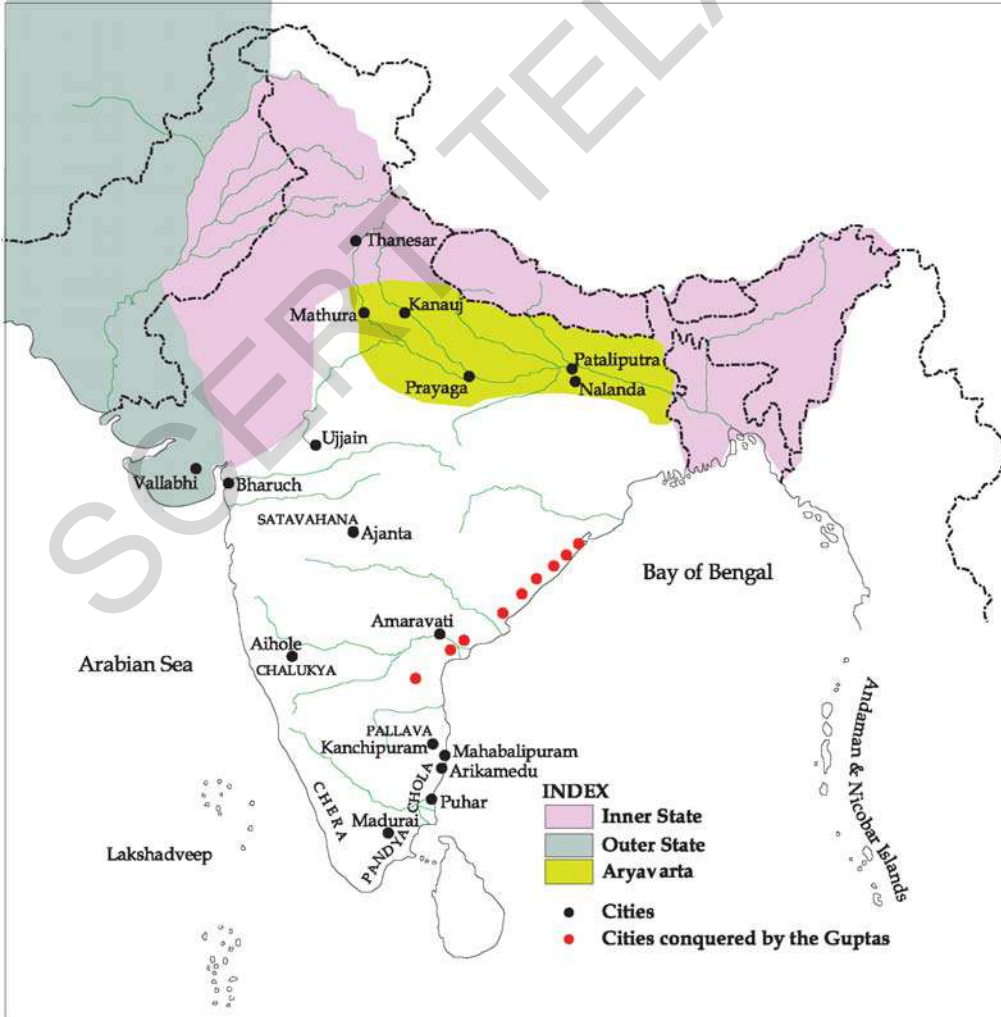 SCERT TELA
Thanesar
Mathura
Kanauj
Pataliputra
Prayaga
Nalanda
Ujjain
Vallabhi
Bharuch
SATAVAHANA
Ajanta
Bay of Bengal
Amaravati
Aihole
CHALUKYA
Arabian Sea
PALLAVA
Kanchipuram
Mahabalipuram
Arikamedu
CHOLA
Puhar
CHERA
Madurai
PANDYA
Lakshadveep
Andaman & Nicobar Islands
INDEX
Inner State
Outer State
Aryavarta
Cities
Cities conquered by the Guptas